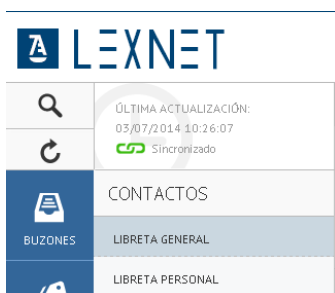 LEXNET
ÚLTIMA ACTUALIZACIÓN:
03/07/2014 10:26:07
Sincronizado
CONTACTOS
BUZONES
LIBRETA GENERAL
LIBRETA PERSONAL